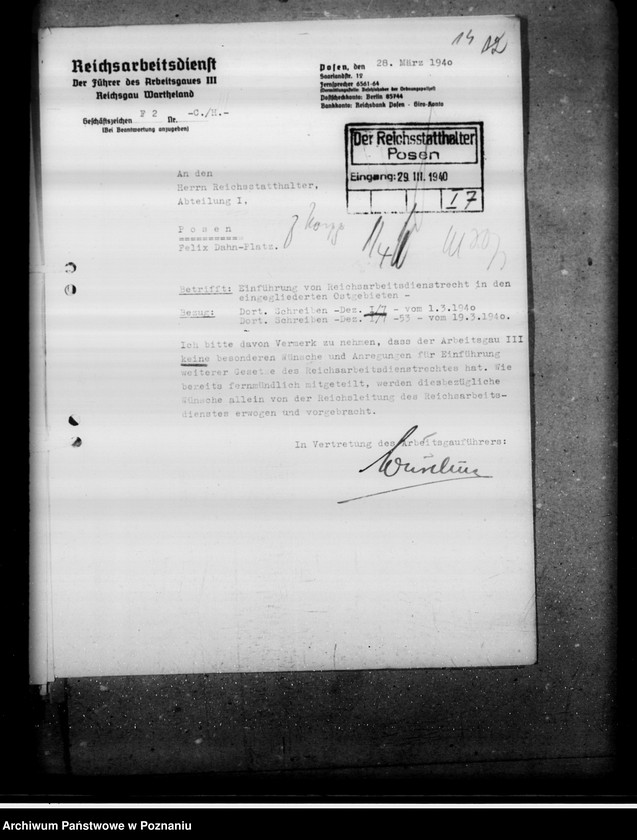 14 12
Reichsarbeitsdienst
Der Führer des Arbeitsgaues III
Reichsgau Wartheland
Geschäftszeichen F 2 Nr. -C./H.-
(Bei Beantwortung anzugeben)
Posen, den 28. März 1940
Saarlandstr. 12
Fernsprecher 6361-64
Postscheckkonto: Berlin 85744
Bankkonto: Reichsbank Posen - Giro-Konto
Der Reichsstatthalter
Posen
Eingang: 29. III. 1940
I 7
An den
Herrn Reichsstatthalter,
Abteilung I,
P o s e n
==========
Felix Dahn-Platz.
Betrifft: Einführung von Reichsarbeitsdienstrecht in den
eingegliederten Ostgebieten -
Bezug: Dort. Schreiben -Dez. I/7 - vom 1.3.1940
Dort. Schreiben -Dez. I/1 -53 - vom 19.3.1940.
Ich bitte davon Vermerk zu nehmen, dass der Arbeitsgau III
keine besonderen Wünsche und Anregungen für Einführung
weiterer Gesetze des Reichsarbeitsdienstrechtes hat. Wie
bereits fernmündlich mitgeteilt, werden diesbezügliche
Wünsche allein von der Reichsleitung des Reichsarbeits-
dienstes erwogen und vorgebracht.
In Vertretung des Arbeitsgauführers:
Archiwum Państwowe w Poznaniu